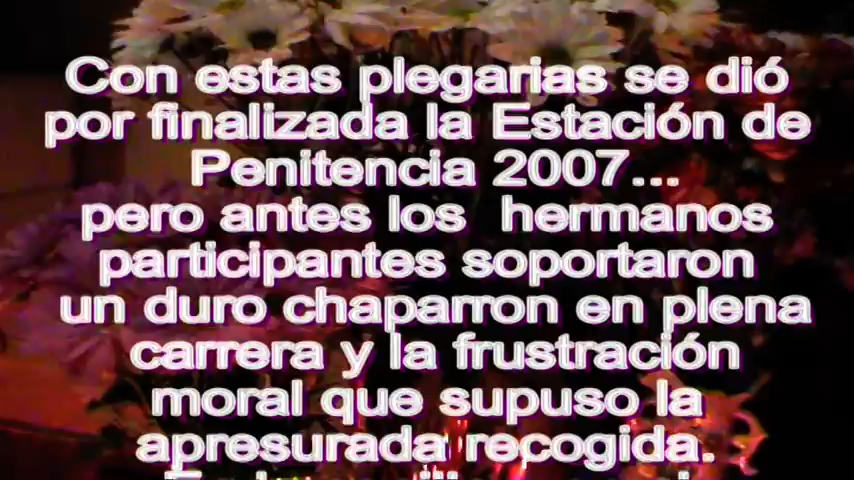 Con estas plegarias se dió
por finalizada la Estación de
Penitencia 2007...
pero antes los hermanos
participantes soportaron
un duro chaparron en plena
carrera y la frustración
moral que supuso la
apresurada recogida.